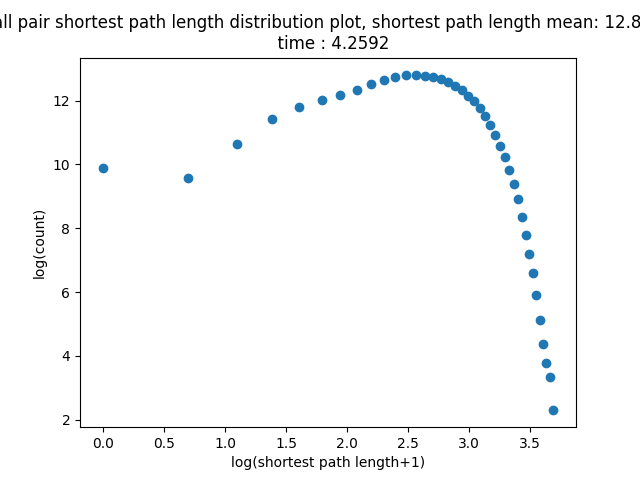 all pair shortest path length distribution plot, shortest path length mean: 12.8
time : 4.2592
12
10
8
6
4
2
log(count)
0.0 0.5 1.0 1.5 2.0 2.5 3.0 3.5
log(shortest path length+1)